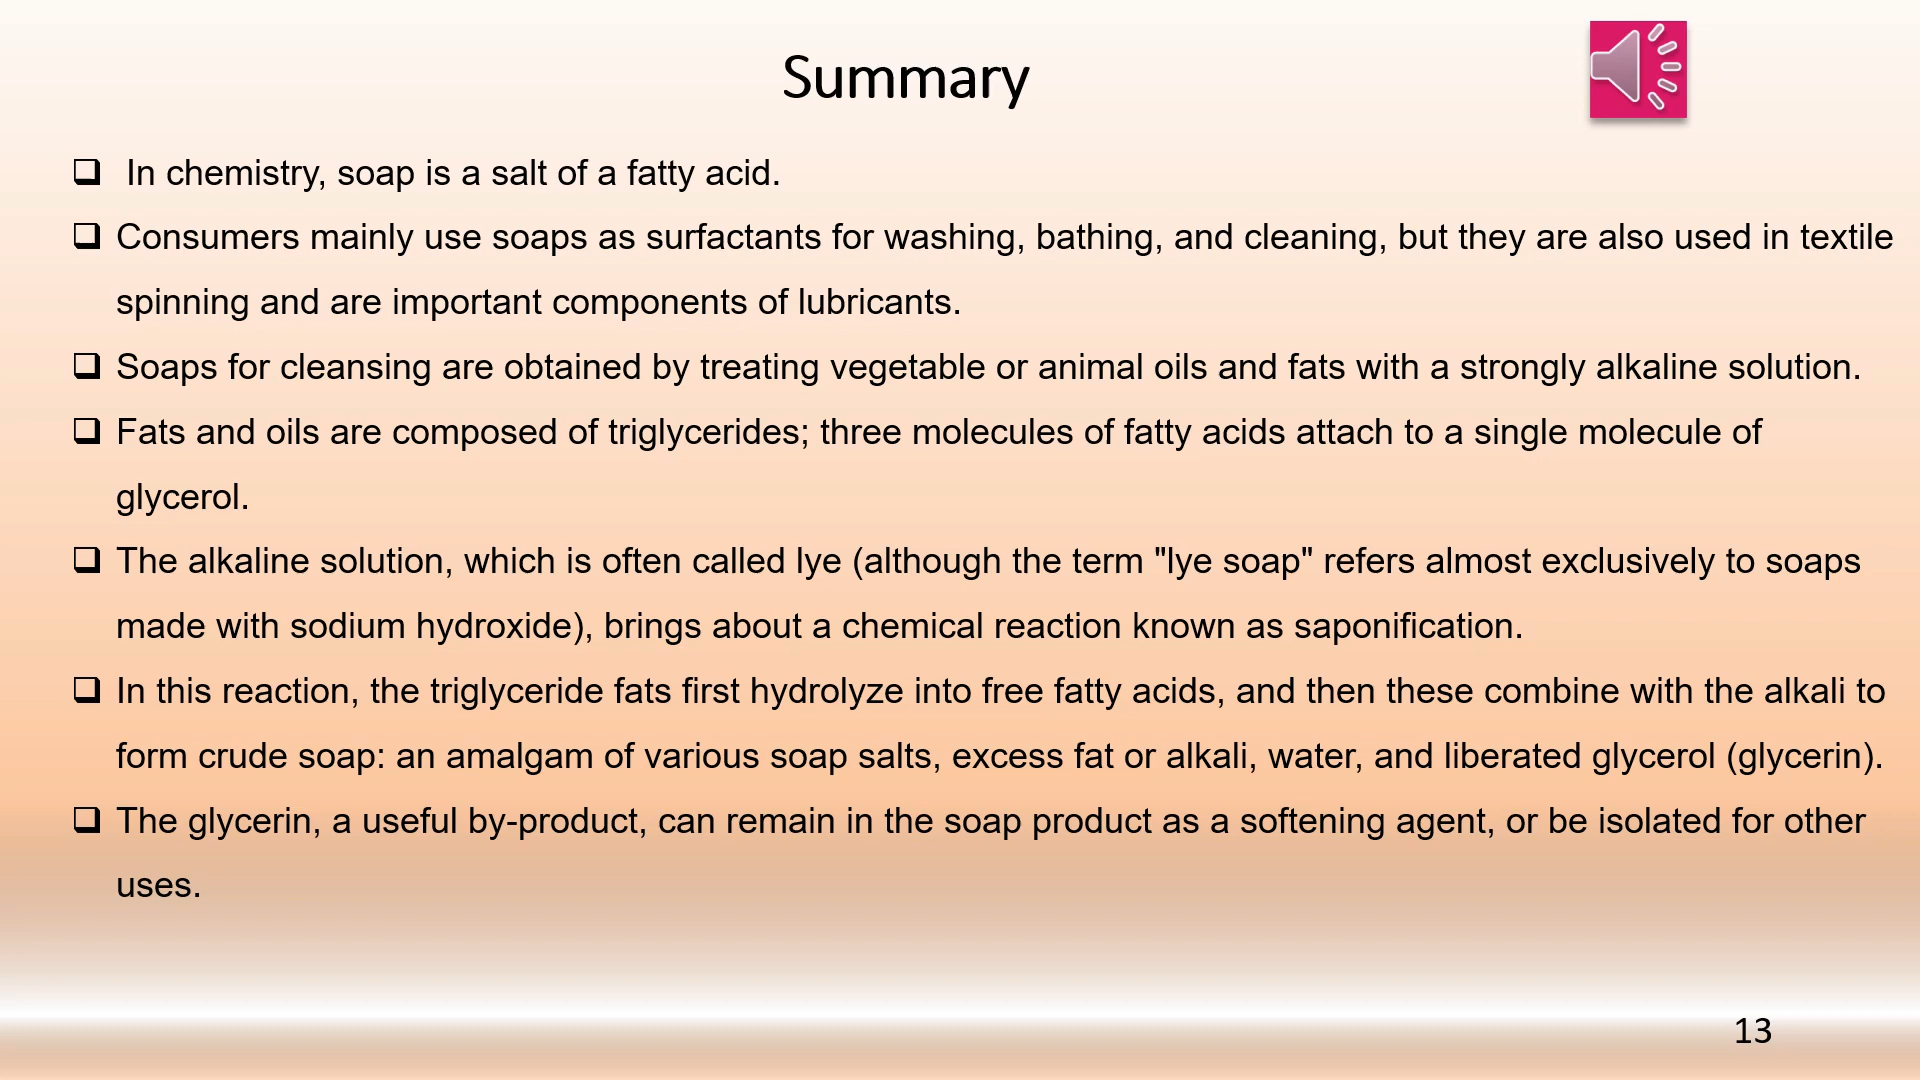 Summary
In chemistry, soap is a salt of a fatty acid.
Consumers mainly use soaps as surfactants for washing, bathing, and cleaning, but they are also used in textile
spinning and are important components of lubricants.
Soaps for cleansing are obtained by treating vegetable or animal oils and fats with a strongly alkaline solution.
Fats and oils are composed of triglycerides; three molecules of fatty acids attach to a single molecule of
glycerol.
The alkaline solution, which is often called lye (although the term "lye soap" refers almost exclusively to soaps
made with sodium hydroxide), brings about a chemical reaction known as saponification.
In this reaction, the triglyceride fats first hydrolyze into free fatty acids, and then these combine with the alkali to
form crude soap: an amalgam of various soap salts, excess fat or alkali, water, and liberated glycerol (glycerin).
The glycerin, a useful by-product, can remain in the soap product as a softening agent, or be isolated for other
uses.
13